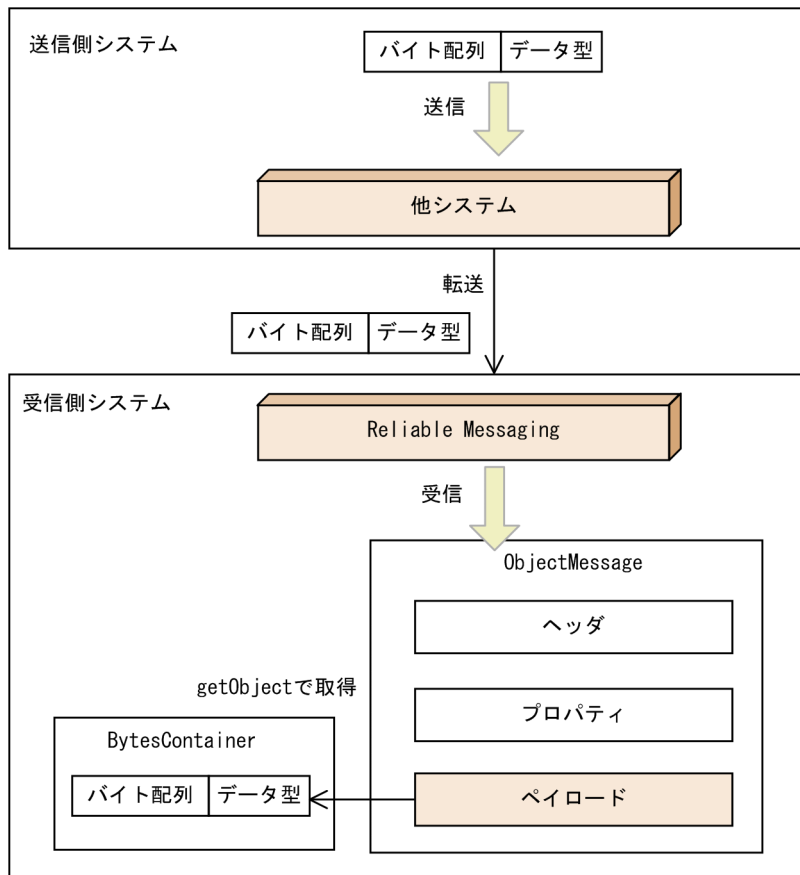 送信側システム
バイト配列 データ型
送信
他システム
転送
バイト配列 データ型
受信側システム
Reliable Messaging
受信
ObjectMessage
ヘッダ
getObjectで取得
プロパティ
BytesContainer
バイト配列 データ型
ペイロード